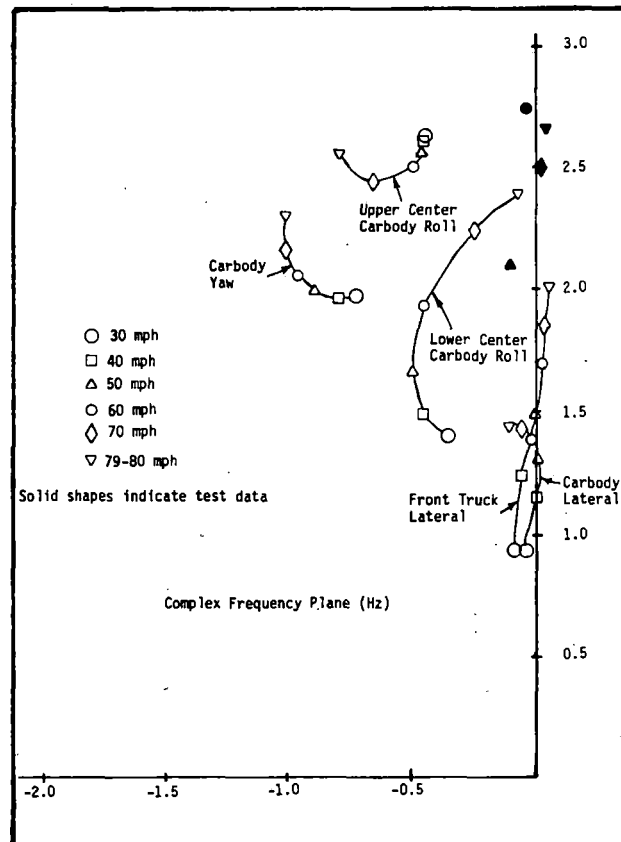 3.0
2.5
Upper Center
Carbody Roll
Carbody
Yaw
2.0
Lower Center
Carbody Roll
30 mph
40 mph
50 mph
60 mph
70 mph
79-80 mph
1.5
Solid shapes indicate test data
Front Truck
Lateral
Carbody
Lateral
1.0
Complex Frequency Plane (Hz)
0.5
-2.0
-1.5
-1.0
-0.5